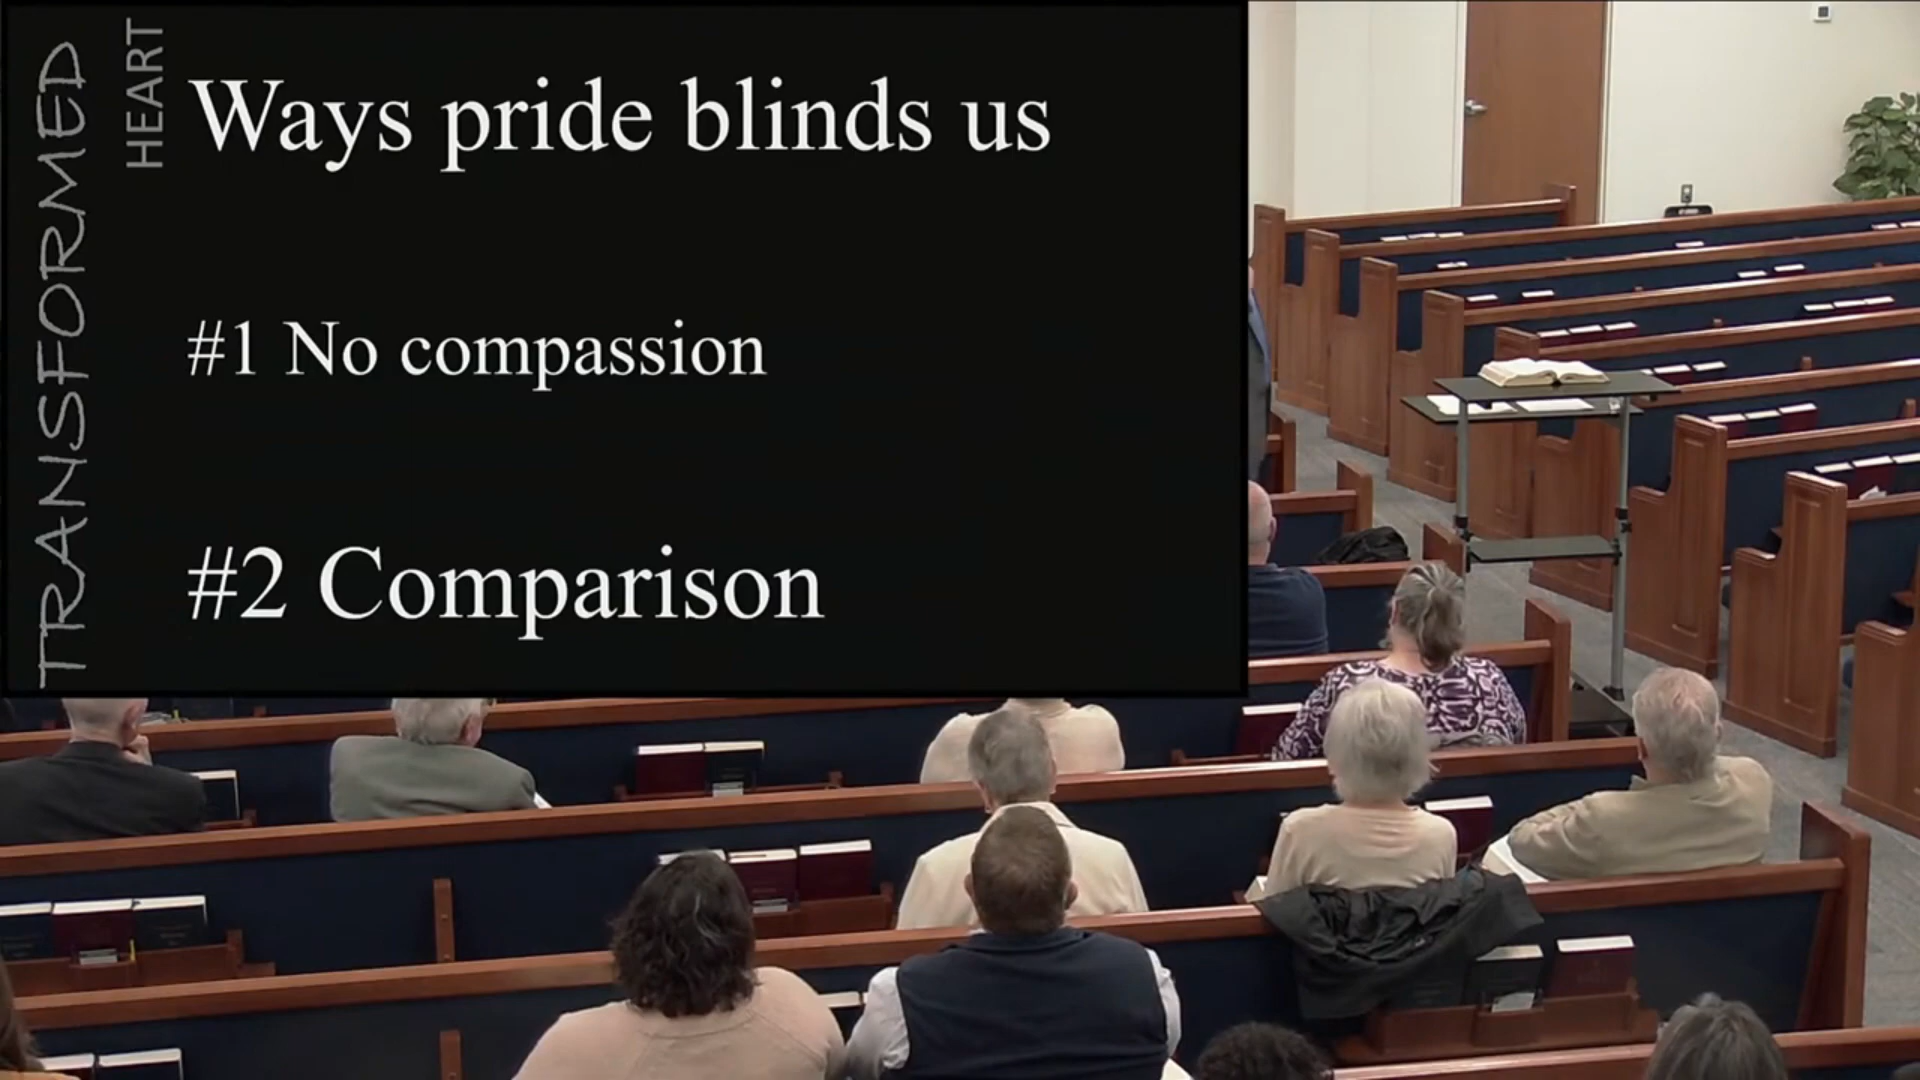 TRANSFORMED
HEART
Ways pride blinds us
#1 No compassion
#2 Comparison